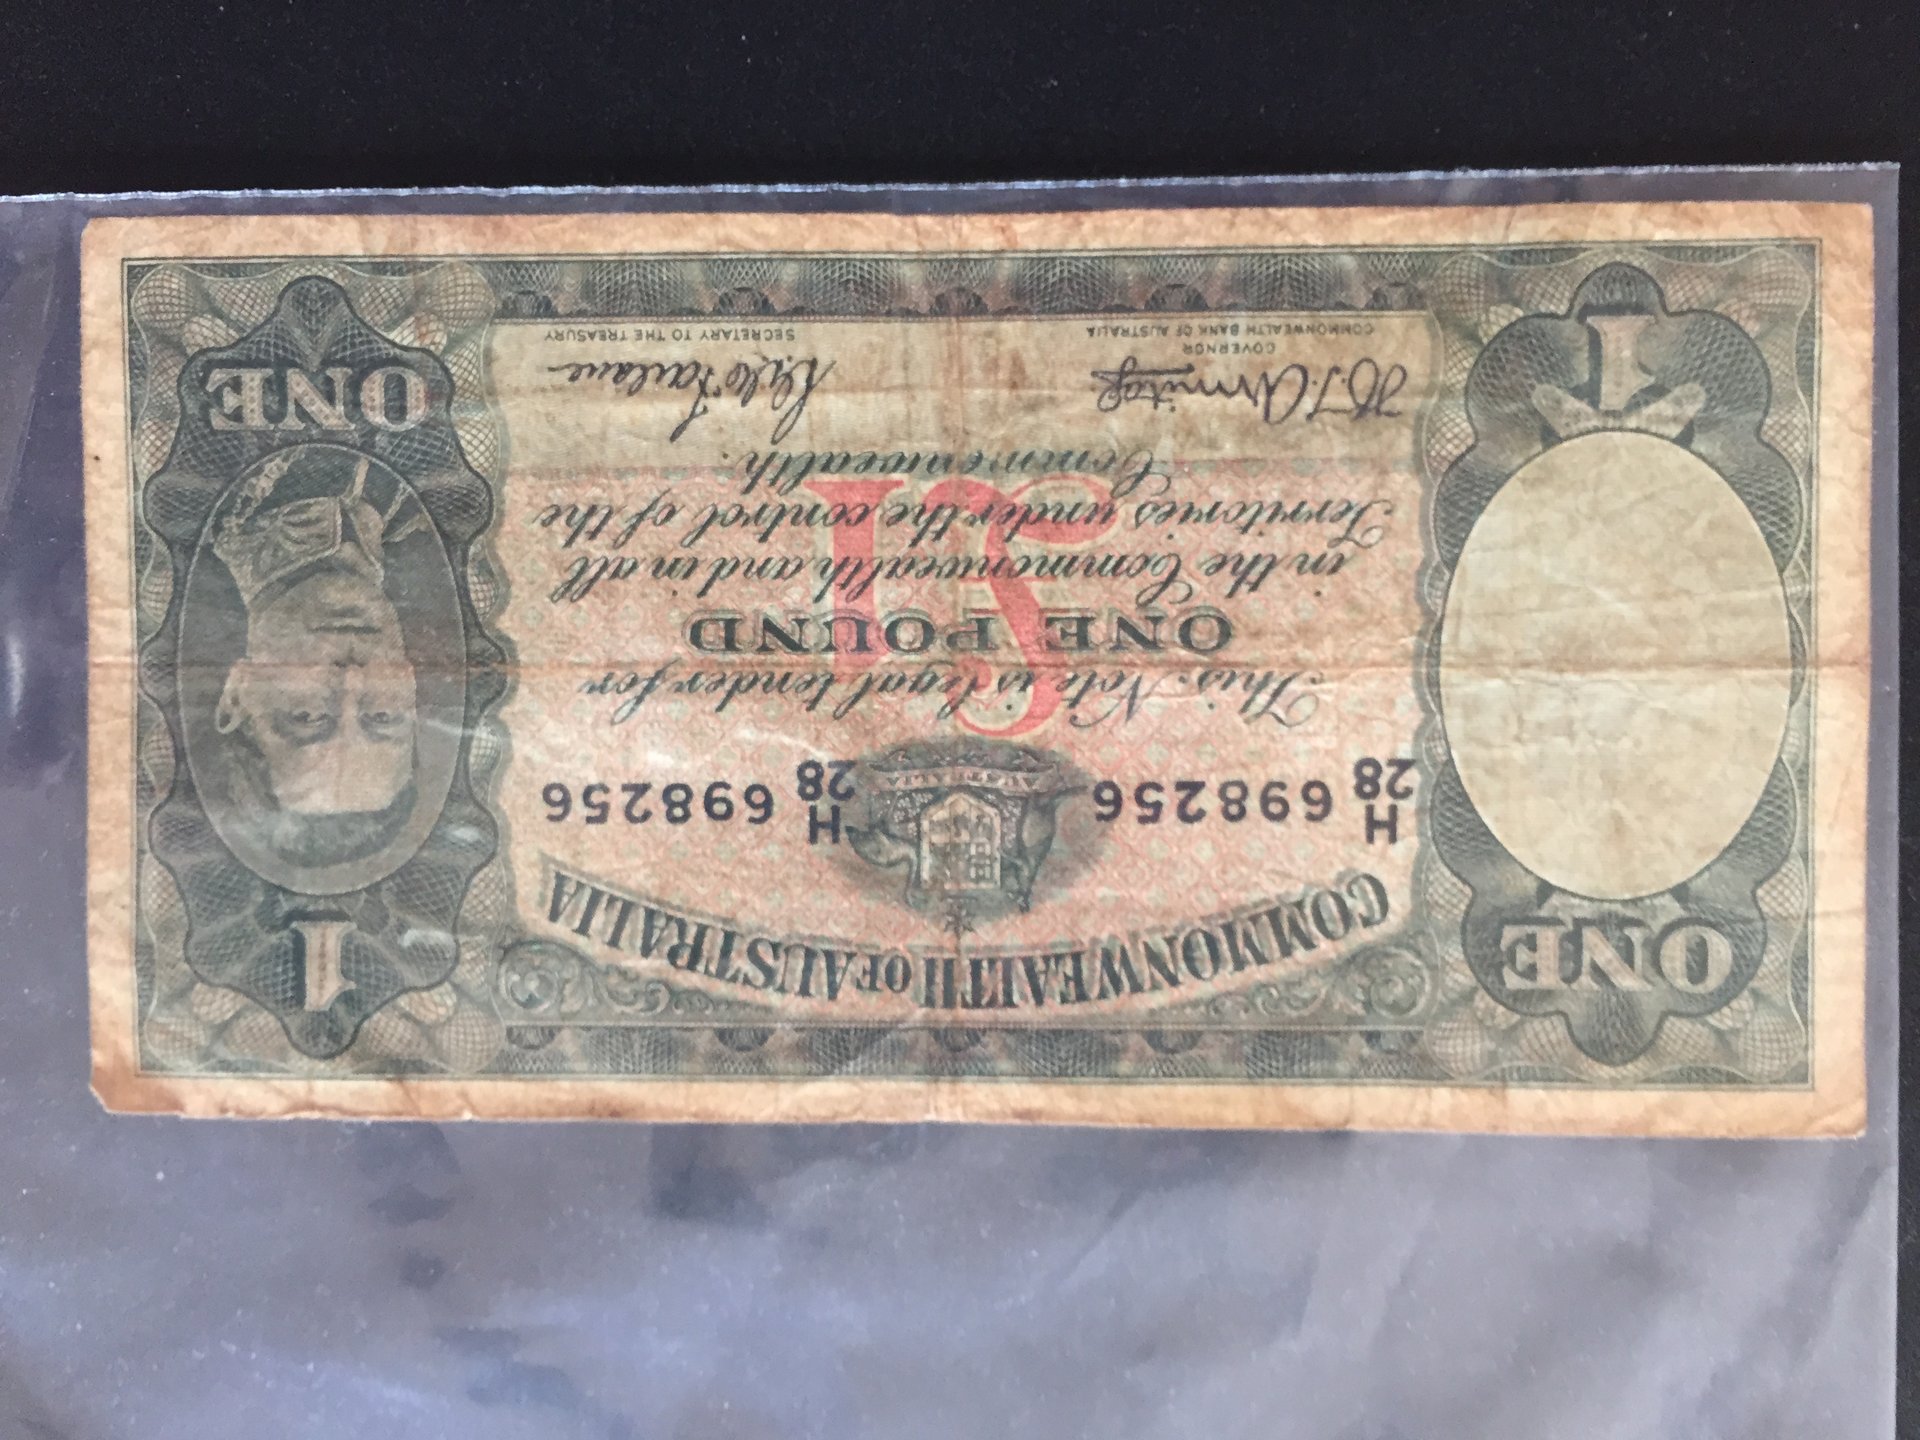 ONE
1
COMMONWEALTH OF AUSTRALIA
H
28 698256
H
28 698256
AUSTRALIA
This Note is legal tender for
ONE POUND
in the Commonwealth and in all
Territories under the control of the
Commonwealth.
£1
H.T. Armitage
GOVERNOR
COMMONWEALTH BANK OF AUSTRALIA
SECRETARY TO THE TREASURY
1
ONE